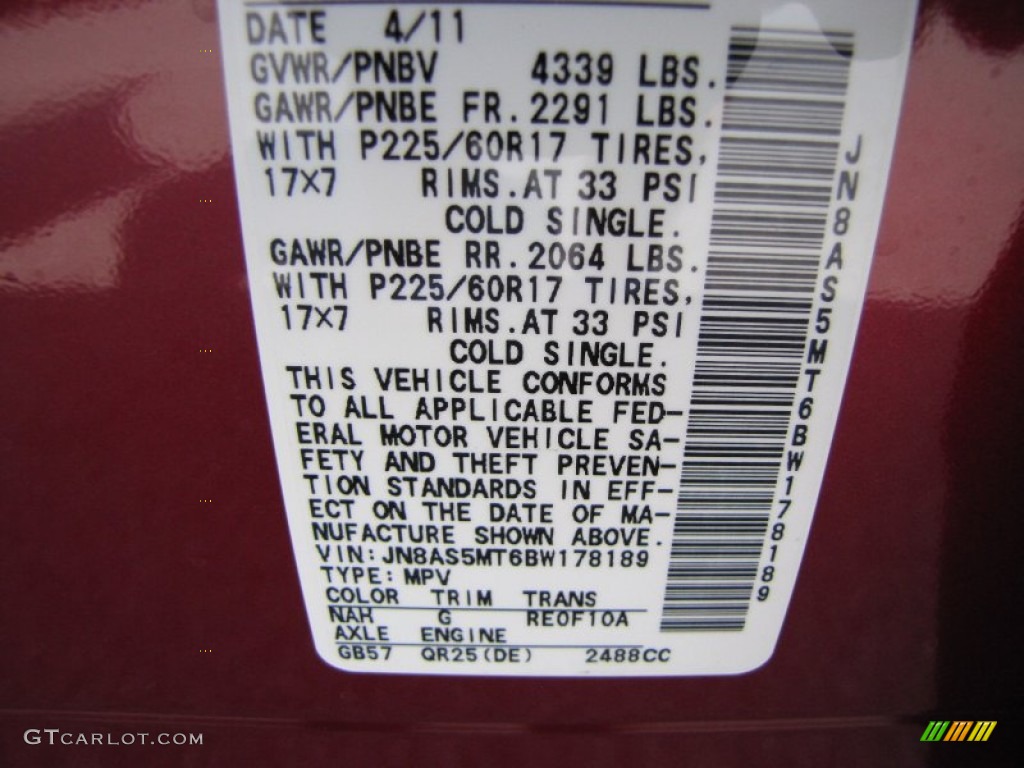 DATE 4/11
GVWR/PNBV 4339 LBS.
GAWR/PNBE FR. 2291 LBS.
WITH P225/60R17 TIRES,
17X7 RIMS. AT 33 PSI
COLD SINGLE.
GAWR/PNBE RR. 2064 LBS.
WITH P225/60R17 TIRES,
17X7 RIMS. AT 33 PSI
COLD SINGLE.
THIS VEHICLE CONFORMS
TO ALL APPLICABLE FED-
ERAL MOTOR VEHICLE SA-
FETY AND THEFT PREVEN-
TION STANDARDS IN EFF-
ECT ON THE DATE OF MA-
NUFACTURE SHOWN ABOVE.
VIN: JN8AS5MT6BW178189
TYPE: MPV
COLOR TRIM TRANS
NAH G RE0F10A
AXLE ENGINE
GB57 QR25(DE) 2488CC
JN8AS5MT6BW178189
GTCARLOT.COM